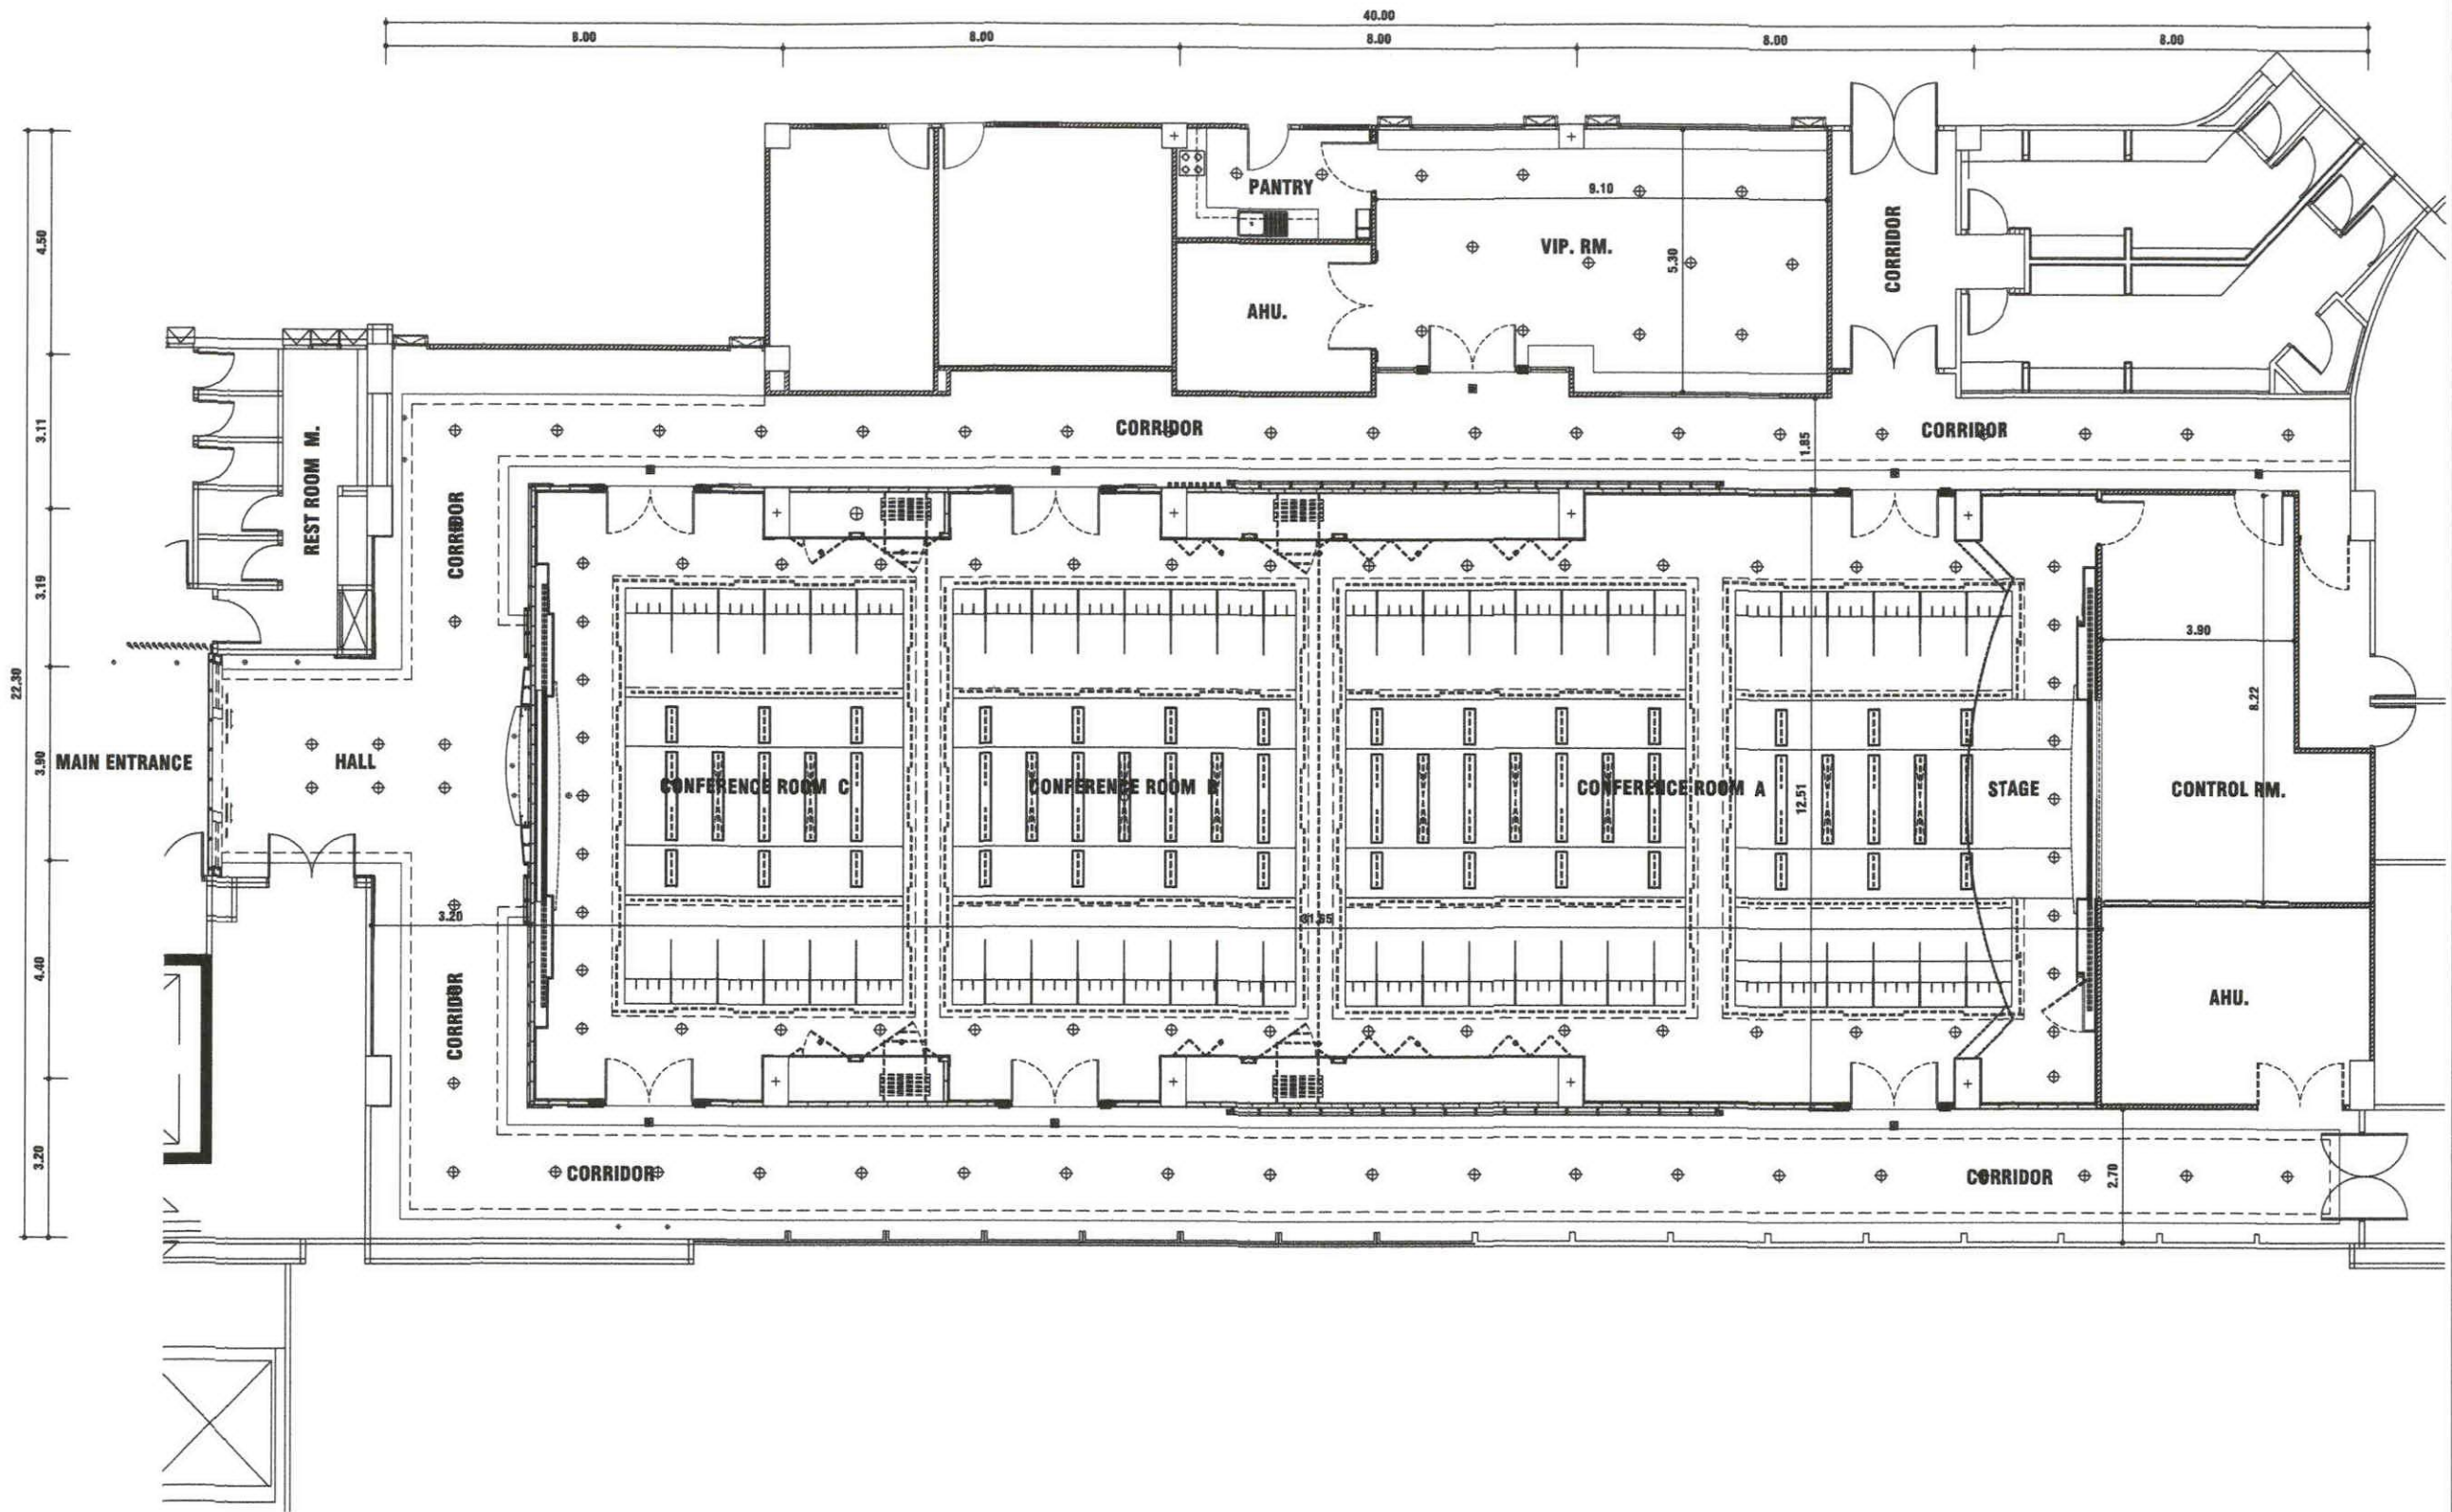 40.00
8.00
8.00
8.00
8.00
8.00
22.30
4.50
3.11
3.19
3.90
4.40
3.20
PANTRY
9.10
VIP. RM.
5.30
CORRIDOR
AHU.
REST ROOM M.
CORRIDOR
CORRIDOR
1.85
CORRIDOR
3.90
8.22
MAIN ENTRANCE
HALL
CONFERENCE ROOM C
CONFERENCE ROOM B
CONFERENCE ROOM A
12.51
STAGE
CONTROL RM.
3.20
31.65
CORRIDOR
AHU.
CORRIDOR
CORRIDOR
2.70